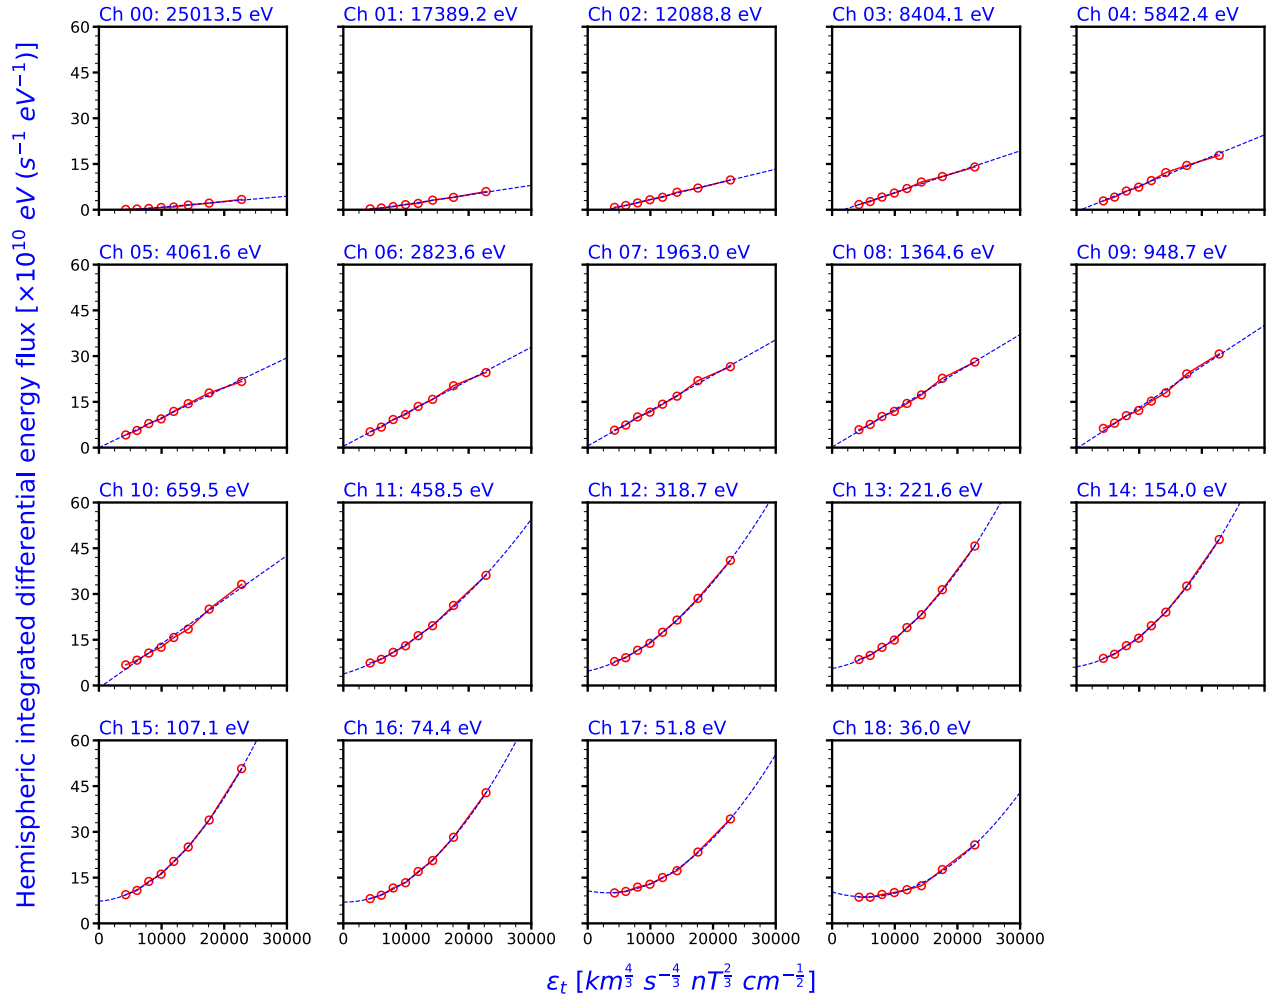 Hemispheric integrated differential energy flux [×10^10 eV (s^−1 eV^−1)]
Ch 00: 25013.5 eV
Ch 01: 17389.2 eV
Ch 02: 12088.8 eV
Ch 03: 8404.1 eV
Ch 04: 5842.4 eV
60
45
30
15
0
Ch 05: 4061.6 eV
Ch 06: 2823.6 eV
Ch 07: 1963.0 eV
Ch 08: 1364.6 eV
Ch 09: 948.7 eV
60
45
30
15
0
Ch 10: 659.5 eV
Ch 11: 458.5 eV
Ch 12: 318.7 eV
Ch 13: 221.6 eV
Ch 14: 154.0 eV
60
45
30
15
0
Ch 15: 107.1 eV
Ch 16: 74.4 eV
Ch 17: 51.8 eV
Ch 18: 36.0 eV
60
45
30
15
0
0 10000 20000 30000
0 10000 20000 30000
0 10000 20000 30000
0 10000 20000 30000
ε_t [km^(4/3) s^(−4/3) nT^(2/3) cm^(−1/2)]